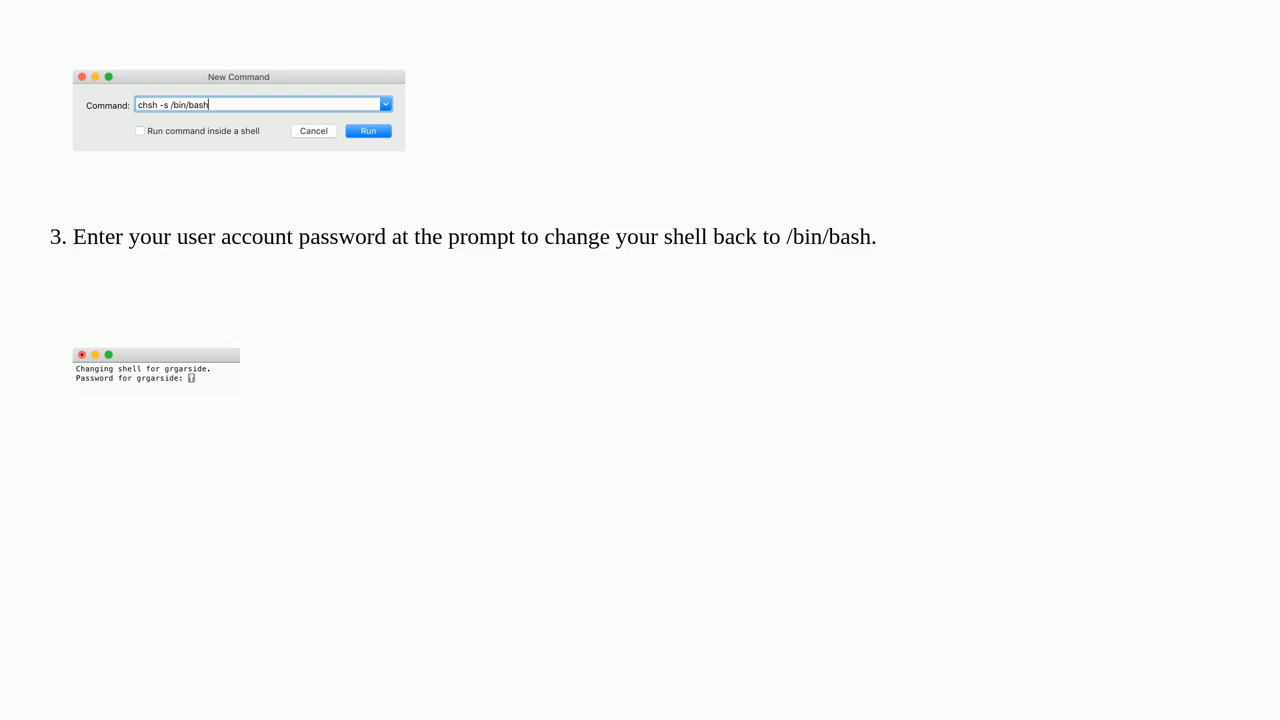 New Command
Command: chsh -s /bin/bash
Run command inside a shell Cancel Run
3. Enter your user account password at the prompt to change your shell back to /bin/bash.
Changing shell for grgarside.
Password for grgarside: